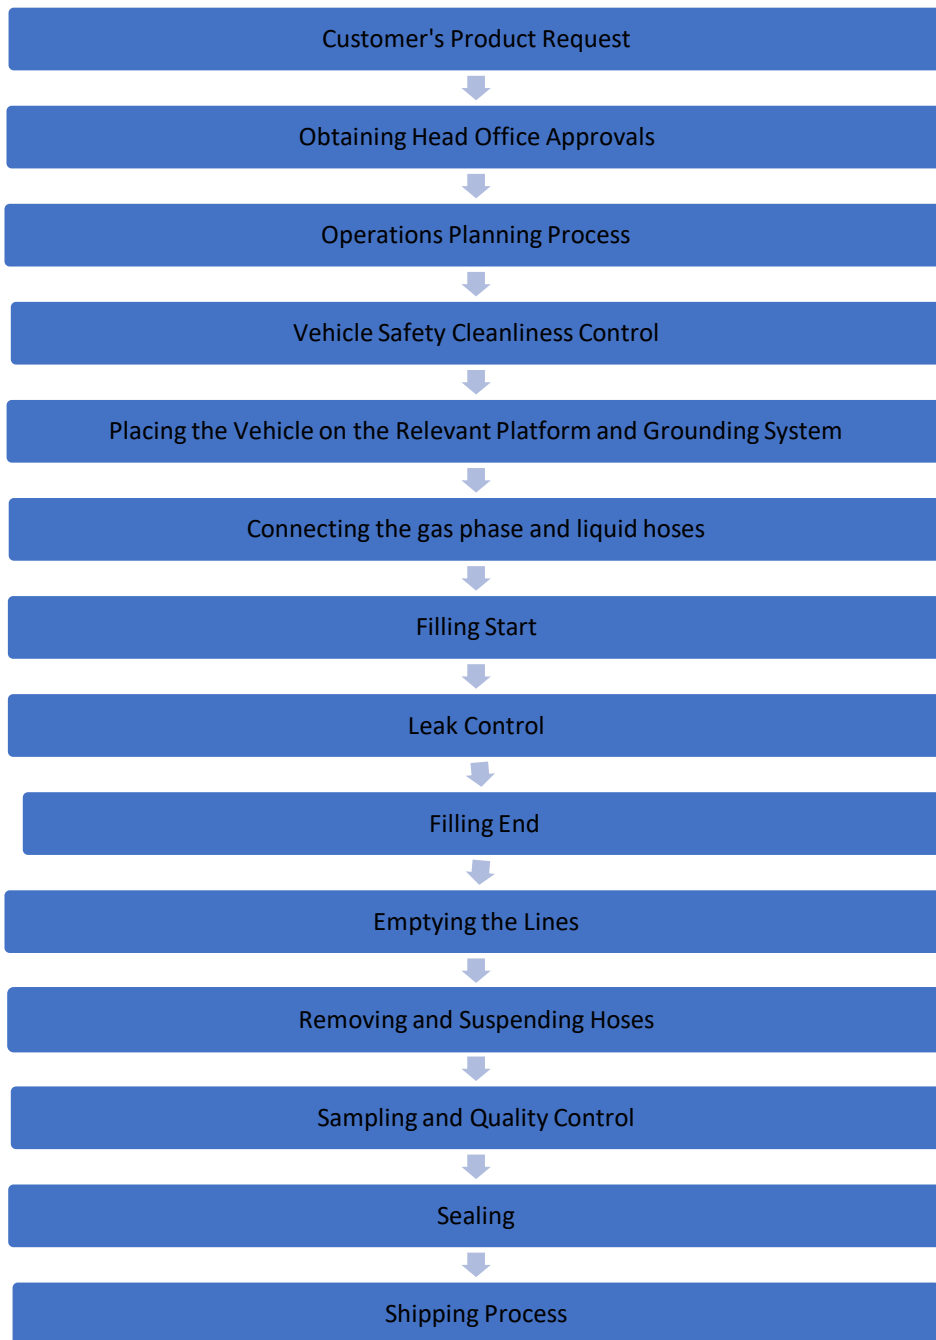 Customer's Product Request
Obtaining Head Office Approvals
Operations Planning Process
Vehicle Safety Cleanliness Control
Placing the Vehicle on the Relevant Platform and Grounding System
Connecting the gas phase and liquid hoses
Filling Start
Leak Control
Filling End
Emptying the Lines
Removing and Suspending Hoses
Sampling and Quality Control
Sealing
Shipping Process